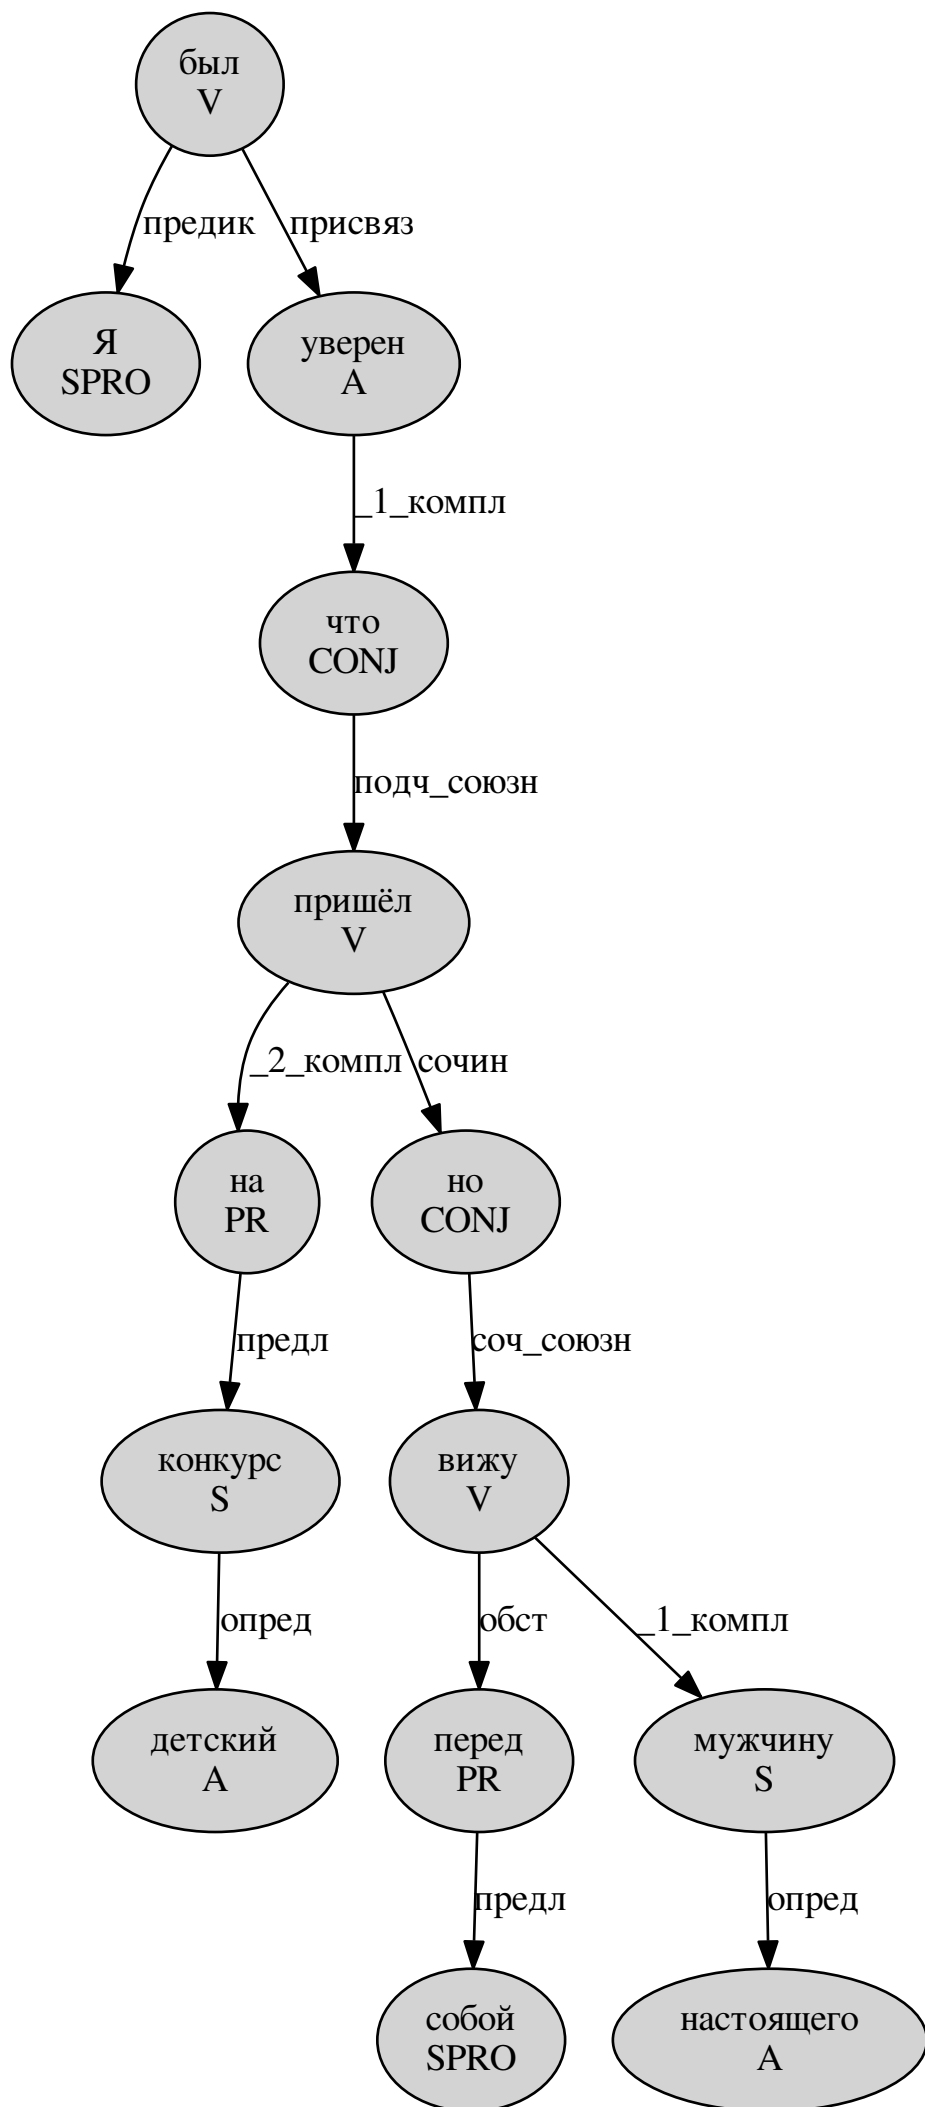 был
V
предик
присвяз
Я
SPRO
уверен
A
_1_компл
что
CONJ
подч_союзн
пришёл
V
_2_компл
сочин
на
PR
но
CONJ
предл
соч_союзн
конкурс
S
вижу
V
опред
обст
_1_компл
детский
A
перед
PR
мужчину
S
предл
опред
собой
SPRO
настоящего
A